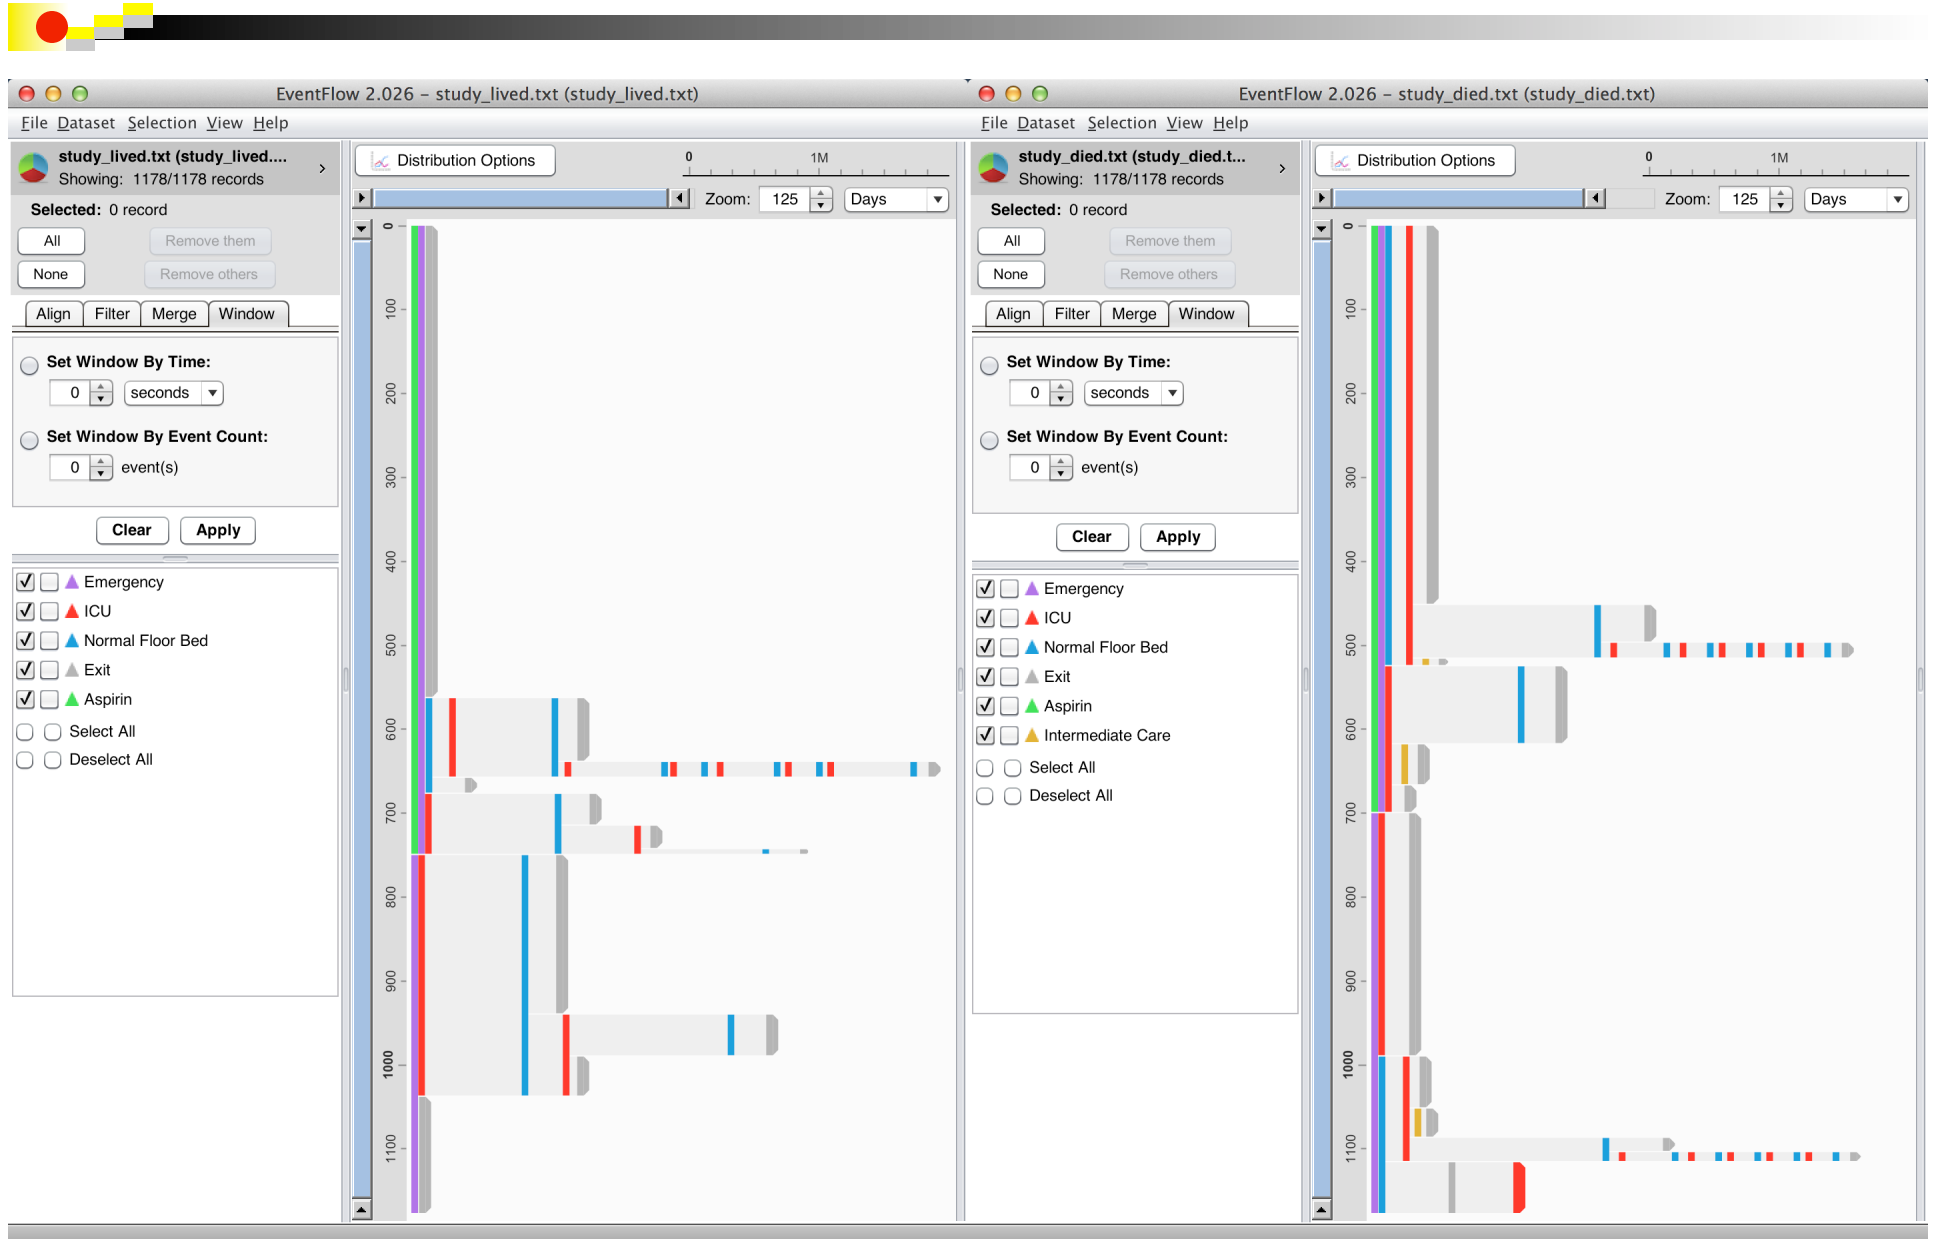 EventFlow 2.026 – study_lived.txt (study_lived.txt)
File Dataset Selection View Help
study_lived.txt (study_lived....
Showing: 1178/1178 records
Selected: 0 record
All
Remove them
None
Remove others
Align Filter Merge Window
Set Window By Time:
0 seconds
Set Window By Event Count:
0 event(s)
Clear Apply
Emergency
ICU
Normal Floor Bed
Exit
Aspirin
Select All
Deselect All
Distribution Options
0 1M
Zoom: 125 Days
0
100
200
300
400
500
600
700
800
900
1000
1100
EventFlow 2.026 – study_died.txt (study_died.txt)
File Dataset Selection View Help
study_died.txt (study_died.t...
Showing: 1178/1178 records
Selected: 0 record
All
Remove them
None
Remove others
Align Filter Merge Window
Set Window By Time:
0 seconds
Set Window By Event Count:
0 event(s)
Clear Apply
Emergency
ICU
Normal Floor Bed
Exit
Aspirin
Intermediate Care
Select All
Deselect All
Distribution Options
0 1M
Zoom: 125 Days
0
100
200
300
400
500
600
700
800
900
1000
1100